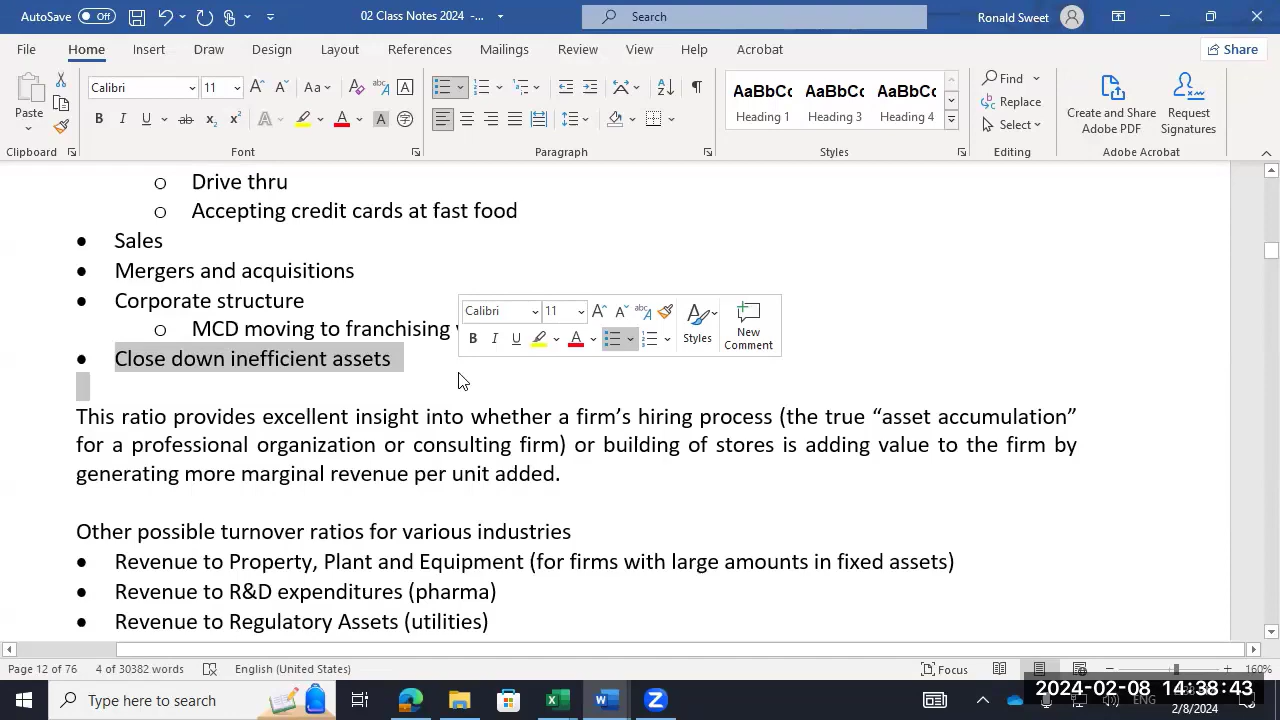 AutoSave Off 02 Class Notes 2024 -... Search Ronald Sweet
File Home Insert Draw Design Layout References Mailings Review View Help Acrobat Share
Paste Calibri 11 Aa AaBbCc AaBbCc AaBbCc Find
Replace
Select
Heading 1 Heading 3 Heading 4
Create and Share Adobe PDF
Request Signatures
Clipboard Font Paragraph Styles Editing Adobe Acrobat
o Drive thru
o Accepting credit cards at fast food
• Sales
• Mergers and acquisitions
• Corporate structure
o MCD moving to franchising
Calibri 11
B I U Styles New Comment
• Close down inefficient assets
This ratio provides excellent insight into whether a firm’s hiring process (the true “asset accumulation”
for a professional organization or consulting firm) or building of stores is adding value to the firm by
generating more marginal revenue per unit added.
Other possible turnover ratios for various industries
• Revenue to Property, Plant and Equipment (for firms with large amounts in fixed assets)
• Revenue to R&D expenditures (pharma)
• Revenue to Regulatory Assets (utilities)
Page 12 of 76 4 of 30382 words English (United States) Focus 160%
Type here to search ENG
2024-02-08 14:38:43
2/8/2024